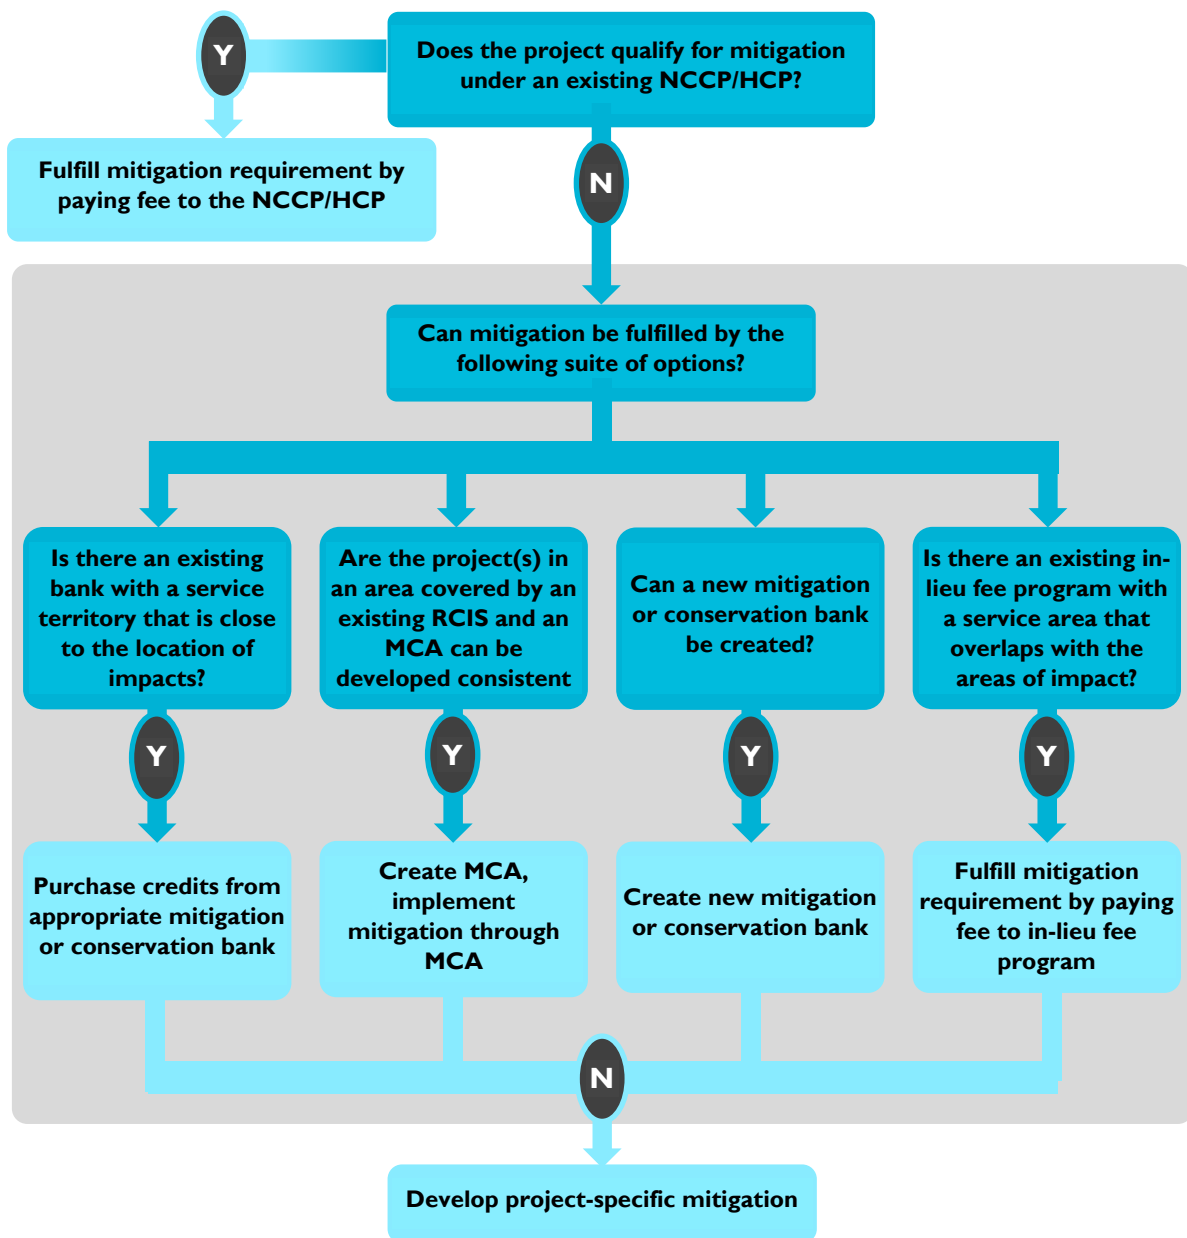 Does the project qualify for mitigation
under an existing NCCP/HCP?
Y
Fulfill mitigation requirement by
paying fee to the NCCP/HCP
N
Can mitigation be fulfilled by the
following suite of options?
Is there an existing
bank with a service
territory that is close
to the location of
impacts?
Are the project(s) in
an area covered by an
existing RCIS and an
MCA can be
developed consistent
Can a new mitigation
or conservation bank
be created?
Is there an existing in-
lieu fee program with
a service area that
overlaps with the
areas of impact?
Y
Y
Y
Y
Purchase credits from
appropriate mitigation
or conservation bank
Create MCA,
implement
mitigation through
MCA
Create new mitigation
or conservation bank
Fulfill mitigation
requirement by paying
fee to in-lieu fee
program
N
Develop project-specific mitigation